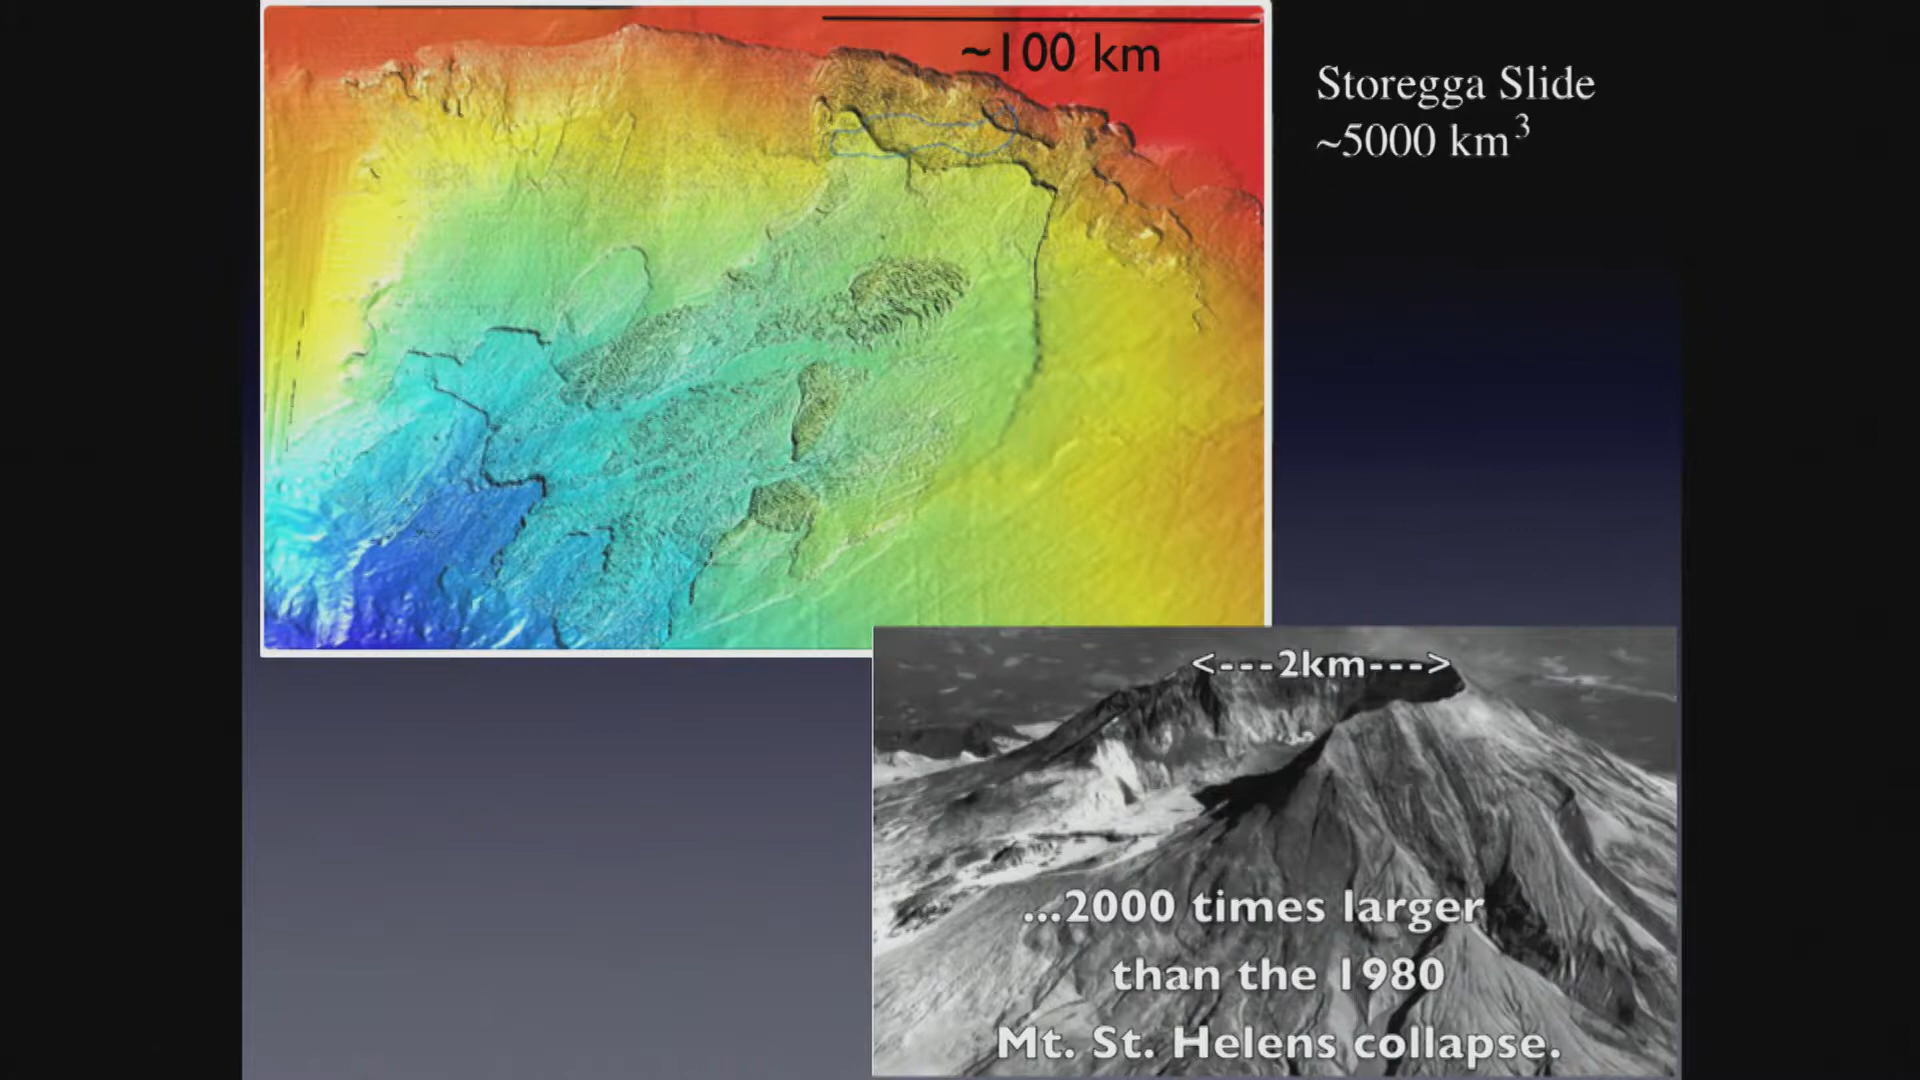 ~100 km
Storegga Slide
~5000 km³
<---2km--->
...2000 times larger
than the 1980
Mt. St. Helens collapse.